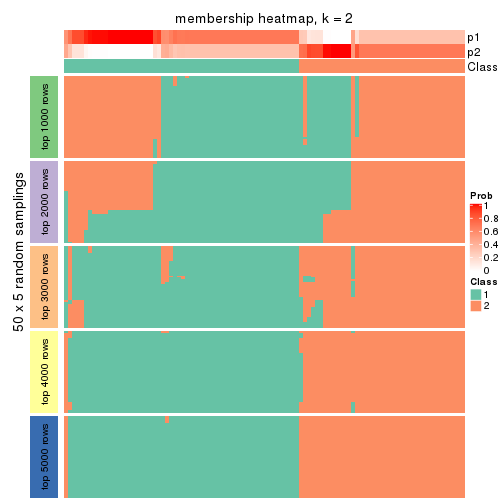 membership heatmap, k = 2
p1
p2
Class
50 x 5 random samplings
top 1000 rows
top 2000 rows
top 3000 rows
top 4000 rows
top 5000 rows
Prob
1
0.8
0.6
0.4
0.2
0
Class
1
2